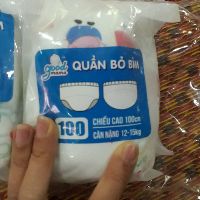 good
mama
QUẦN BỎ BỈM
100
CHIỀU CAO 100cm
CÂN NẶNG 12-15kg